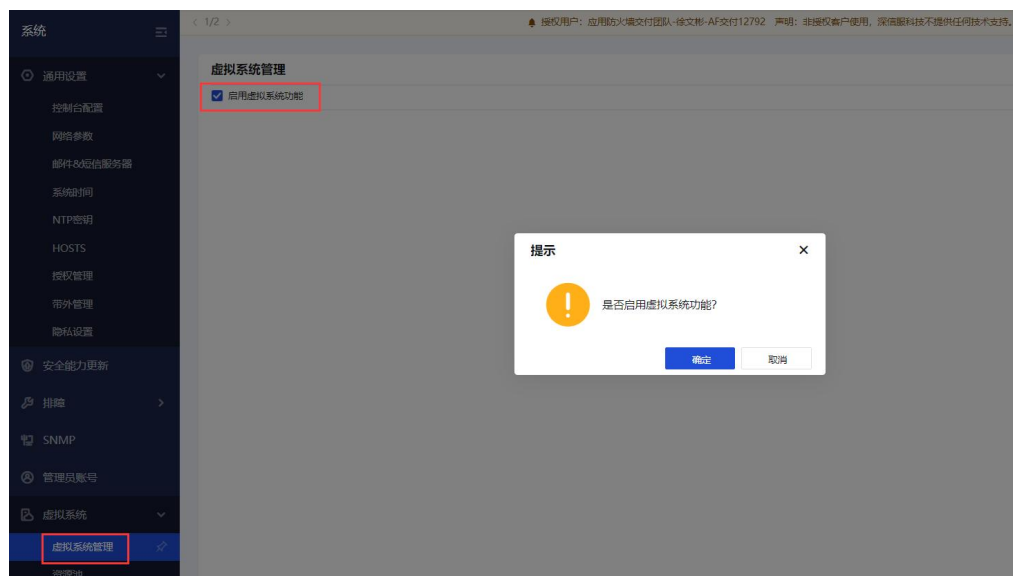 系统
< 1/2 >
授权用户：应用防火墙交付团队-徐文彬-AF交付12792 声明：非授权客户使用，深信服科技不提供任何技术支持。
通用设置
控制台配置
网络参数
邮件&短信服务器
系统时间
NTP密钥
HOSTS
授权管理
带外管理
隐私设置
安全能力更新
排障
SNMP
管理员账号
虚拟系统
虚拟系统管理
资源池
虚拟系统管理
启用虚拟系统功能
提示
是否启用虚拟系统功能?
确定
取消